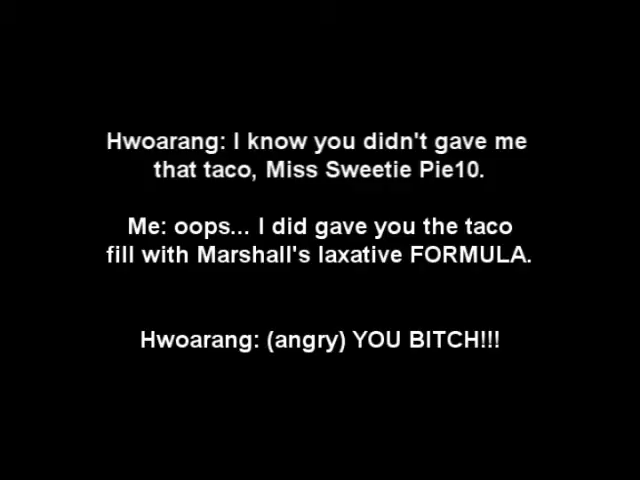 Hwoarang: I know you didn't gave me
that taco, Miss Sweetie Pie10.
Me: oops... I did gave you the taco
fill with Marshall's laxative FORMULA.
Hwoarang: (angry) YOU BITCH!!!